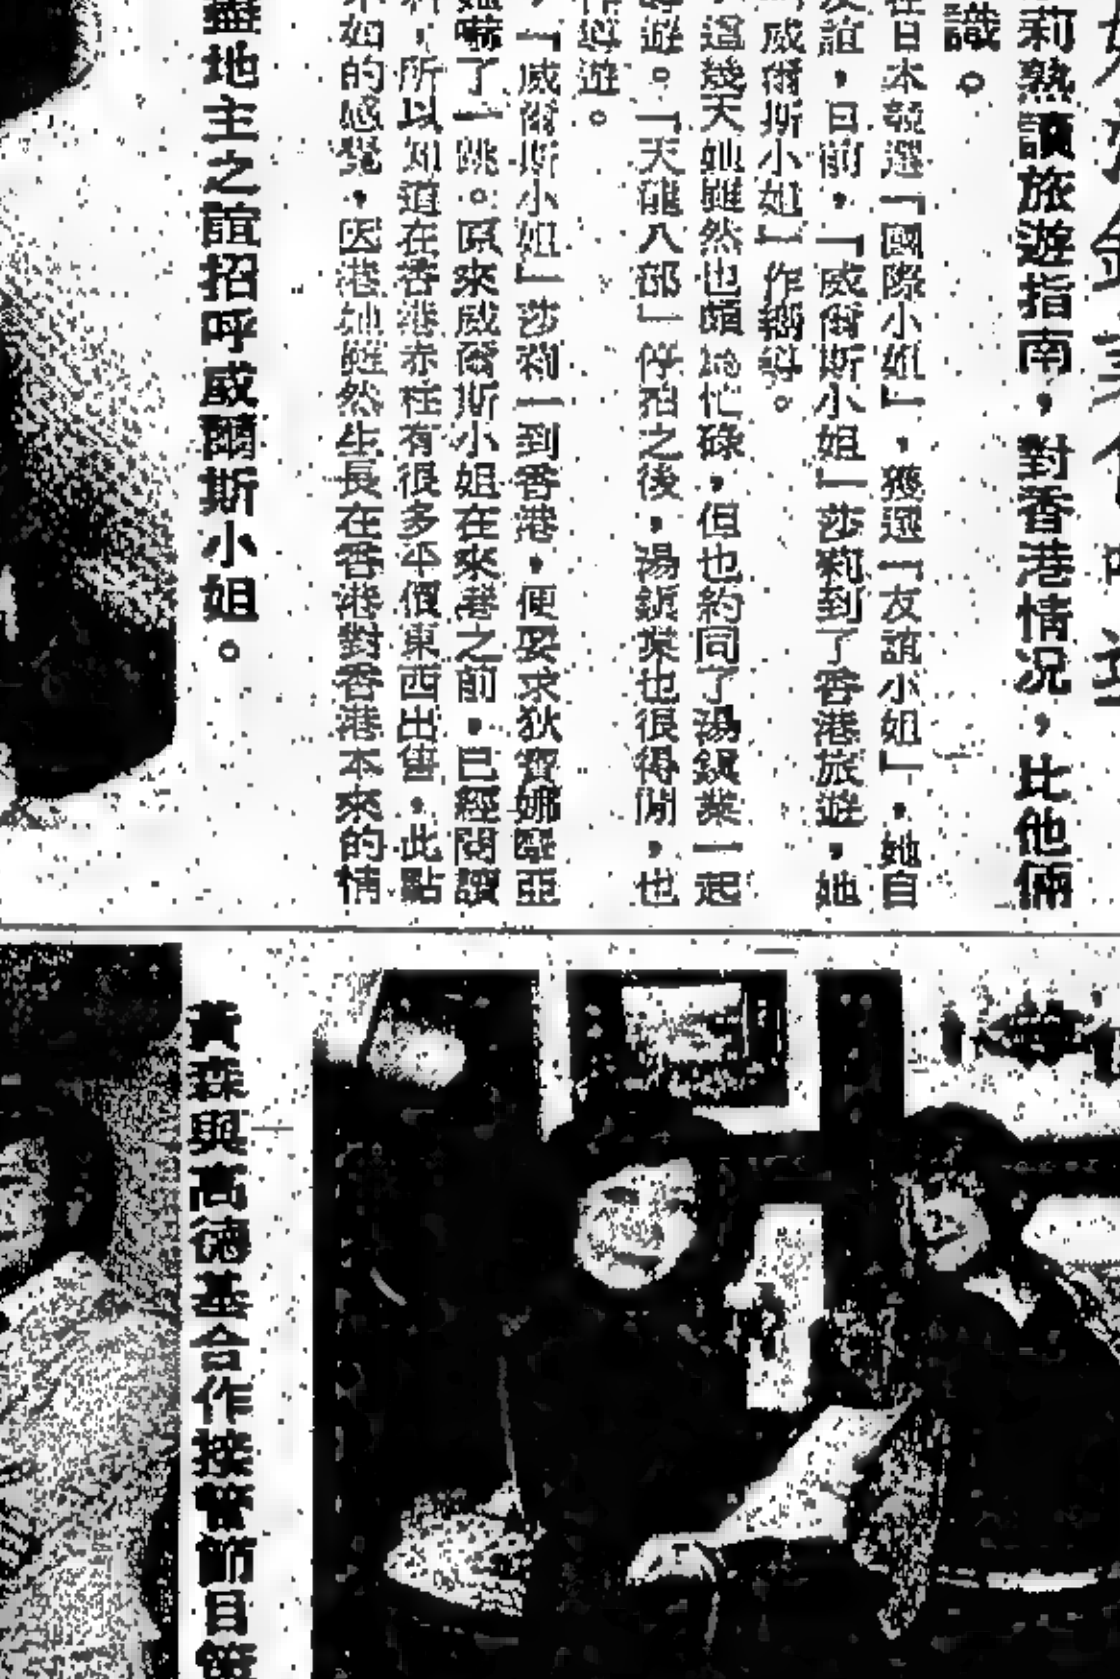 莉熟讀旅遊指南，對香港情况，比他倆
識。
在日本競選「國際小姐」，獲選「友誼小姐」，她自
友誼，日前，「威爾斯小姐」莎莉到了香港旅遊，她
威爾斯小姐」作嚮導。
這幾天她雖然也頗為忙碌，但也約同了湯鎮業一起
遊。「天龍八部」停拍之後，湯鎮業也很得閒，也
導遊。
，「威爾斯小姐」莎莉一到香港，便要求狄寶娜摩亞
她嚇了一跳。原來威爾斯小姐在來港之前，已經閱讀
料，所以知道在香港赤柱有很多平價東西出售，此點
不如的感覺，因港她雖然生長在香港對香港本來的情
盡地主之誼招呼威爾斯小姐。
黃森與高德基合作接管節目